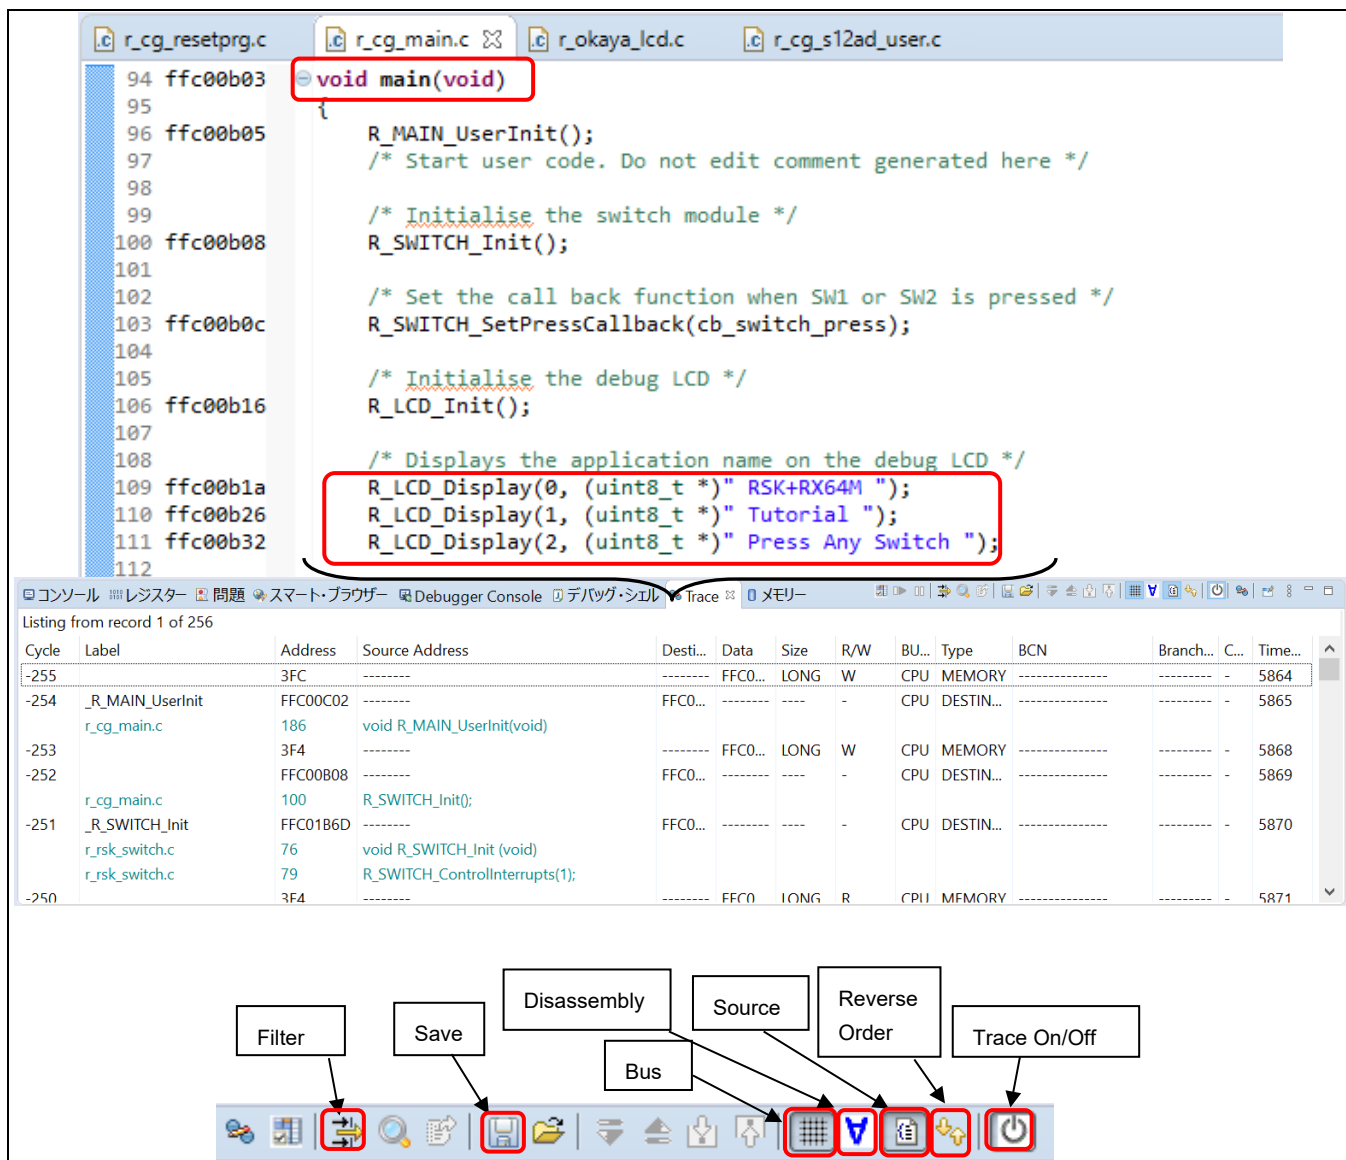 r_cg_resetprg.c r_cg_main.c r_okaya_lcd.c r_cg_s12ad_user.c
94 ffc00b03 void main(void)
95 {
96 ffc00b05 R_MAIN_UserInit();
97 /* Start user code. Do not edit comment generated here */
98
99 /* Initialise the switch module */
100 ffc00b08 R_SWITCH_Init();
101
102 /* Set the call back function when SW1 or SW2 is pressed */
103 ffc00b0c R_SWITCH_SetPressCallback(cb_switch_press);
104
105 /* Initialise the debug LCD */
106 ffc00b16 R_LCD_Init();
107
108 /* Displays the application name on the debug LCD */
109 ffc00b1a R_LCD_Display(0, (uint8_t *)" RSK+RX64M ");
110 ffc00b26 R_LCD_Display(1, (uint8_t *)" Tutorial ");
111 ffc00b32 R_LCD_Display(2, (uint8_t *)" Press Any Switch ");
112
コンソール レジスター 問題 スマート・ブラウザー Debugger Console デバッグ・シェル Trace メモリー
Listing from record 1 of 256
Cycle Label Address Source Address Desti... Data Size R/W BU... Type BCN Branch... C... Time...
-255 3FC -------- -------- FFC0... LONG W CPU MEMORY --------------- --------- - 5864
-254 _R_MAIN_UserInit FFC00C02 -------- FFC0... -------- ---- - CPU DESTIN... --------------- --------- - 5865
r_cg_main.c 186 void R_MAIN_UserInit(void)
-253 3F4 -------- -------- FFC0... LONG W CPU MEMORY --------------- --------- - 5868
-252 FFC00B08 -------- FFC0... -------- ---- - CPU DESTIN... --------------- --------- - 5869
r_cg_main.c 100 R_SWITCH_Init();
-251 _R_SWITCH_Init FFC01B6D -------- FFC0... -------- ---- - CPU DESTIN... --------------- --------- - 5870
r_rsk_switch.c 76 void R_SWITCH_Init (void)
r_rsk_switch.c 79 R_SWITCH_ControlInterrupts(1);
-250 3F4 -------- -------- FFC0 LONG R CPU MEMORY --------------- --------- - 5871
Filter
Save
Disassembly
Bus
Source
Reverse
Order
Trace On/Off